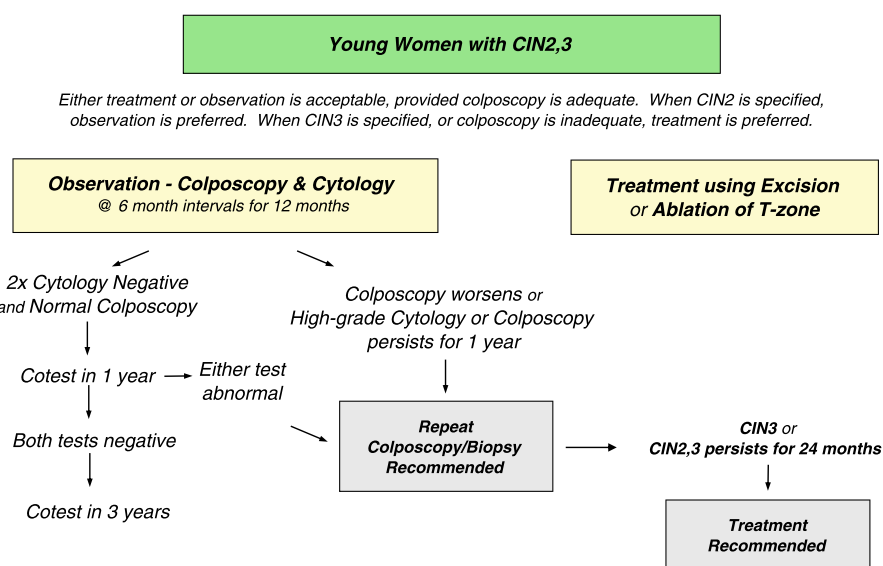 Young Women with CIN2,3
Either treatment or observation is acceptable, provided colposcopy is adequate. When CIN2 is specified,
observation is preferred. When CIN3 is specified, or colposcopy is inadequate, treatment is preferred.
Observation - Colposcopy & Cytology
@ 6 month intervals for 12 months
Treatment using Excision
or Ablation of T-zone
2x Cytology Negative
and Normal Colposcopy
Colposcopy worsens or
High-grade Cytology or Colposcopy
persists for 1 year
Cotest in 1 year
Either test
abnormal
Both tests negative
Cotest in 3 years
Repeat
Colposcopy/Biopsy
Recommended
CIN3 or
CIN2,3 persists for 24 months
Treatment
Recommended